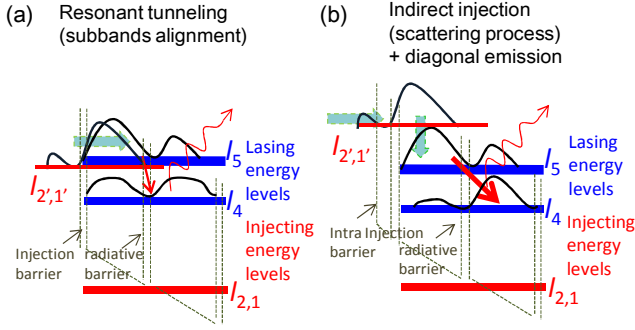 (a)
Resonant tunneling
(subbands alignment)
l2',1'
l5
Lasing
energy
levels
l4
Injection
barrier
radiative
barrier
Injecting
energy
levels
l2,1
(b)
Indirect injection
(scattering process)
+ diagonal emission
l2',1'
l5
Lasing
energy
levels
l4
Intra Injection
barrier
radiative
barrier
Injecting
energy
levels
l2,1